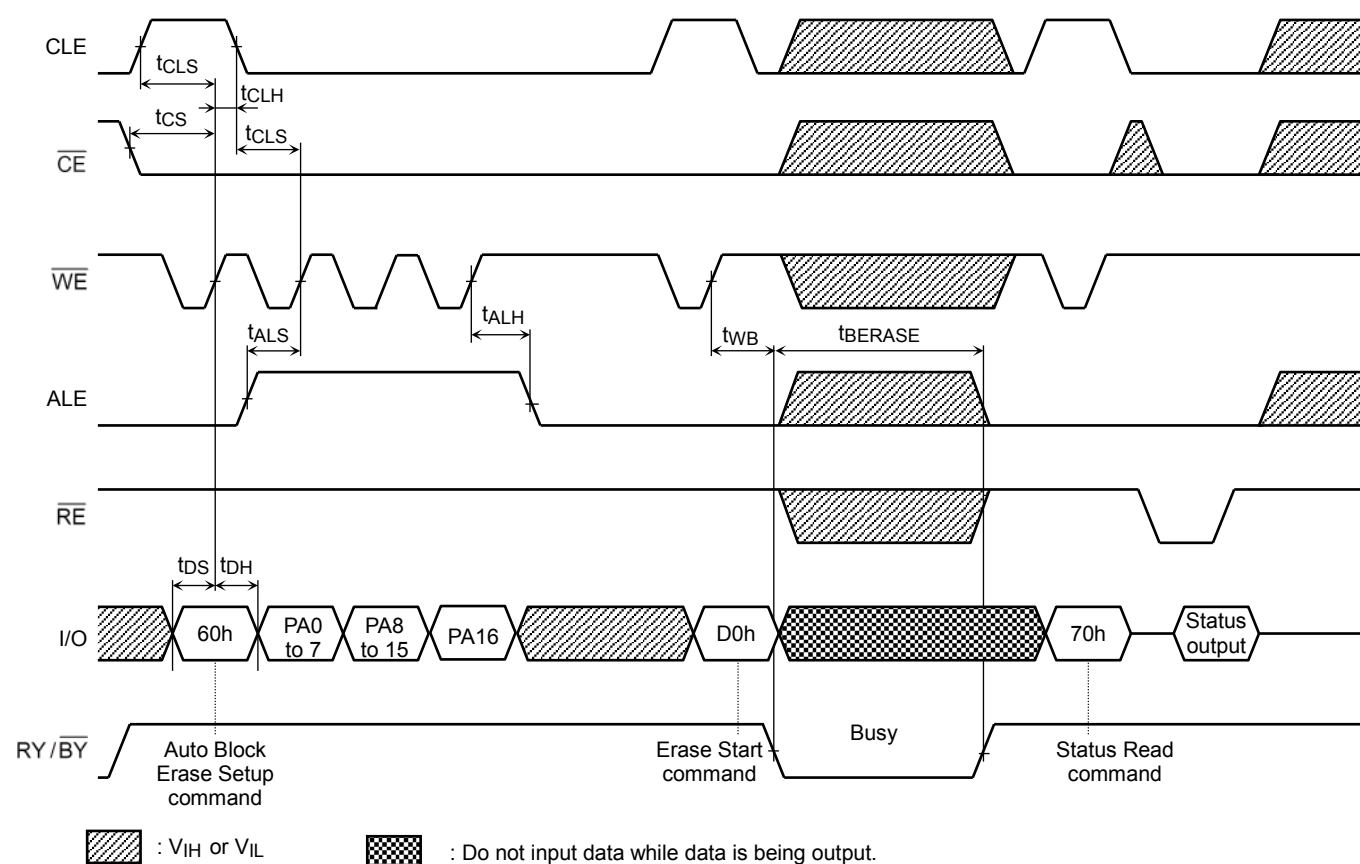 CLE
tCLS
tCLH
tCS
tCLS
CE
WE
tALS
tALH
tWB
tBERASE
ALE
RE
tDS
tDH
I/O
60h
PA0
to 7
PA8
to 15
PA16
D0h
70h
Status
output
RY/BY
Busy
Auto Block
Erase Setup
command
Erase Start
command
Status Read
command
: VIH or VIL
: Do not input data while data is being output.